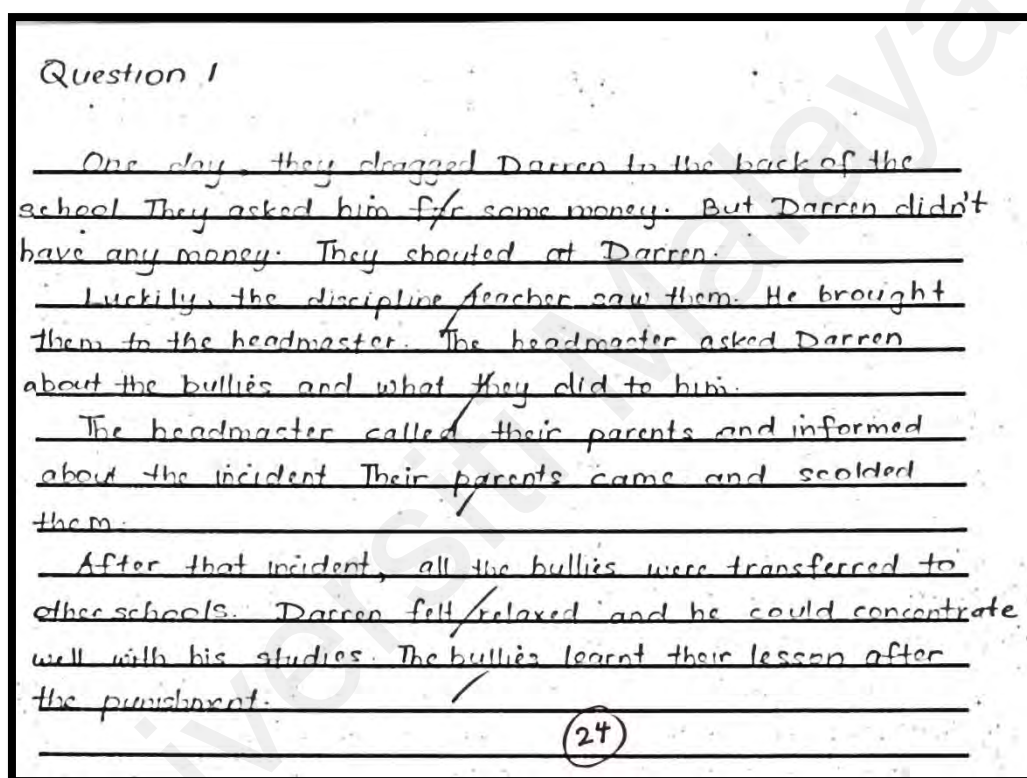 Question 1
One day, they dragged Darren to the back of the
school They asked him for some money. But Darren didn't
have any money. They shouted at Darren.
Luckily, the discipline teacher saw them. He brought
them to the headmaster. The headmaster asked Darren
about the bullies and what they did to him.
The headmaster called their parents and informed
about the incident Their parents came and scolded
them.
After that incident, all the bullies were transferred to
other schools. Darren felt relaxed and he could concentrate
well with his studies. The bullies learnt their lesson after
the punishment.
24
versiti Malaya